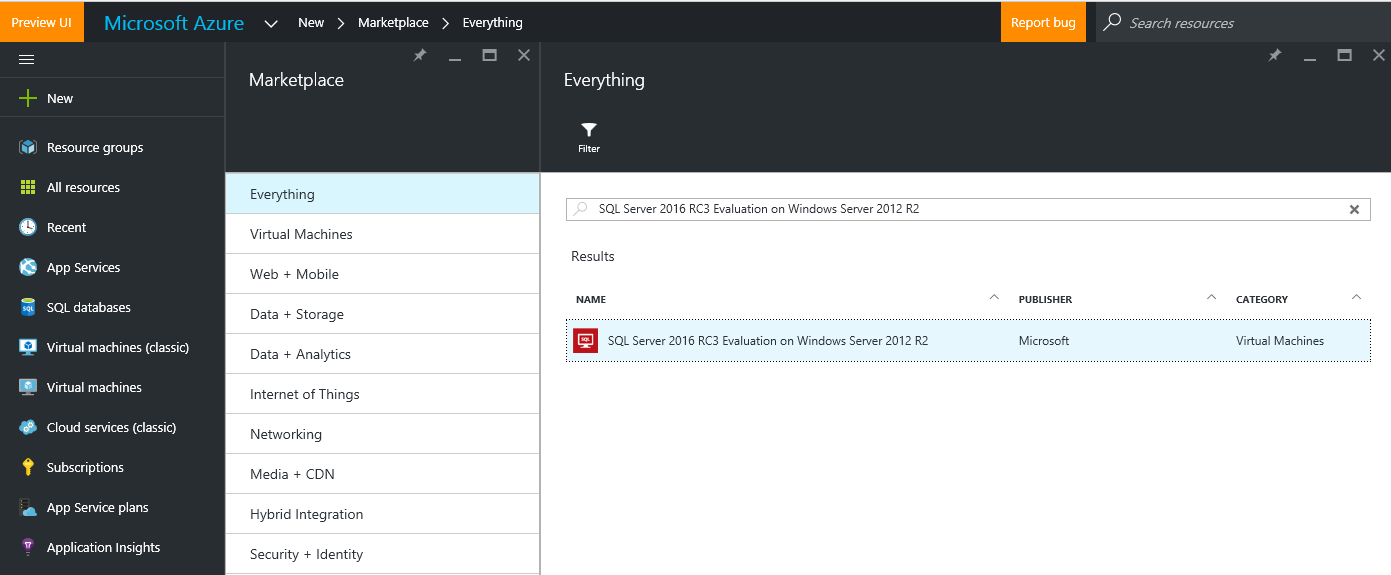 Preview UI
Microsoft Azure
New
Marketplace
Everything
Report bug
Search resources
New
Resource groups
All resources
Recent
App Services
SQL databases
Virtual machines (classic)
Virtual machines
Cloud services (classic)
Subscriptions
App Service plans
Application Insights
Marketplace
Everything
Virtual Machines
Web + Mobile
Data + Storage
Data + Analytics
Internet of Things
Networking
Media + CDN
Hybrid Integration
Security + Identity
Everything
Filter
SQL Server 2016 RC3 Evaluation on Windows Server 2012 R2
Results
NAME PUBLISHER CATEGORY
SQL Server 2016 RC3 Evaluation on Windows Server 2012 R2 Microsoft Virtual Machines